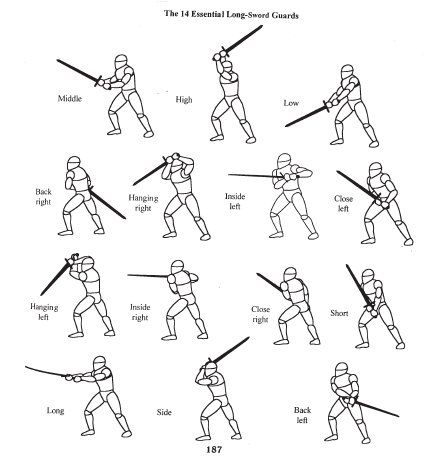 The 14 Essential Long-Sword Guards
Middle
High
Low
Back
right
Hanging
right
Inside
left
Close
left
Hanging
left
Inside
right
Close
right
Short
Long
Side
Back
left
187